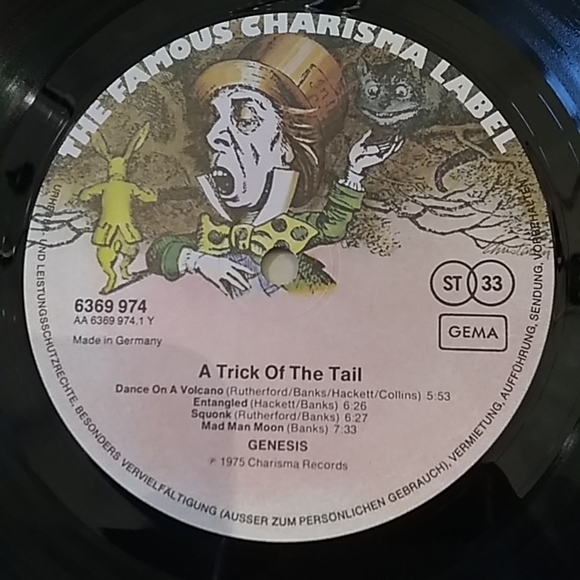 THE FAMOUS CHARISMA LABEL
6369 974
AA 6369 974.1 Y
Made in Germany
ST 33
GEMA
A Trick Of The Tail
Dance On A Volcano (Rutherford/Banks/Hackett/Collins) 5:53
Entangled (Hackett/Banks) 6:26
Squonk (Rutherford/Banks) 6:27
Mad Man Moon (Banks) 7:33
GENESIS
℗ 1975 Charisma Records
UND LEISTUNGSSCHUTZRECHTE, BESONDERS VERVIELFÄLTIGUNG (AUSSER ZUM PERSÖNLICHEN GEBRAUCH), VERMIETUNG, AUFFÜHRUNG, SENDUNG, VORBEHALTEN